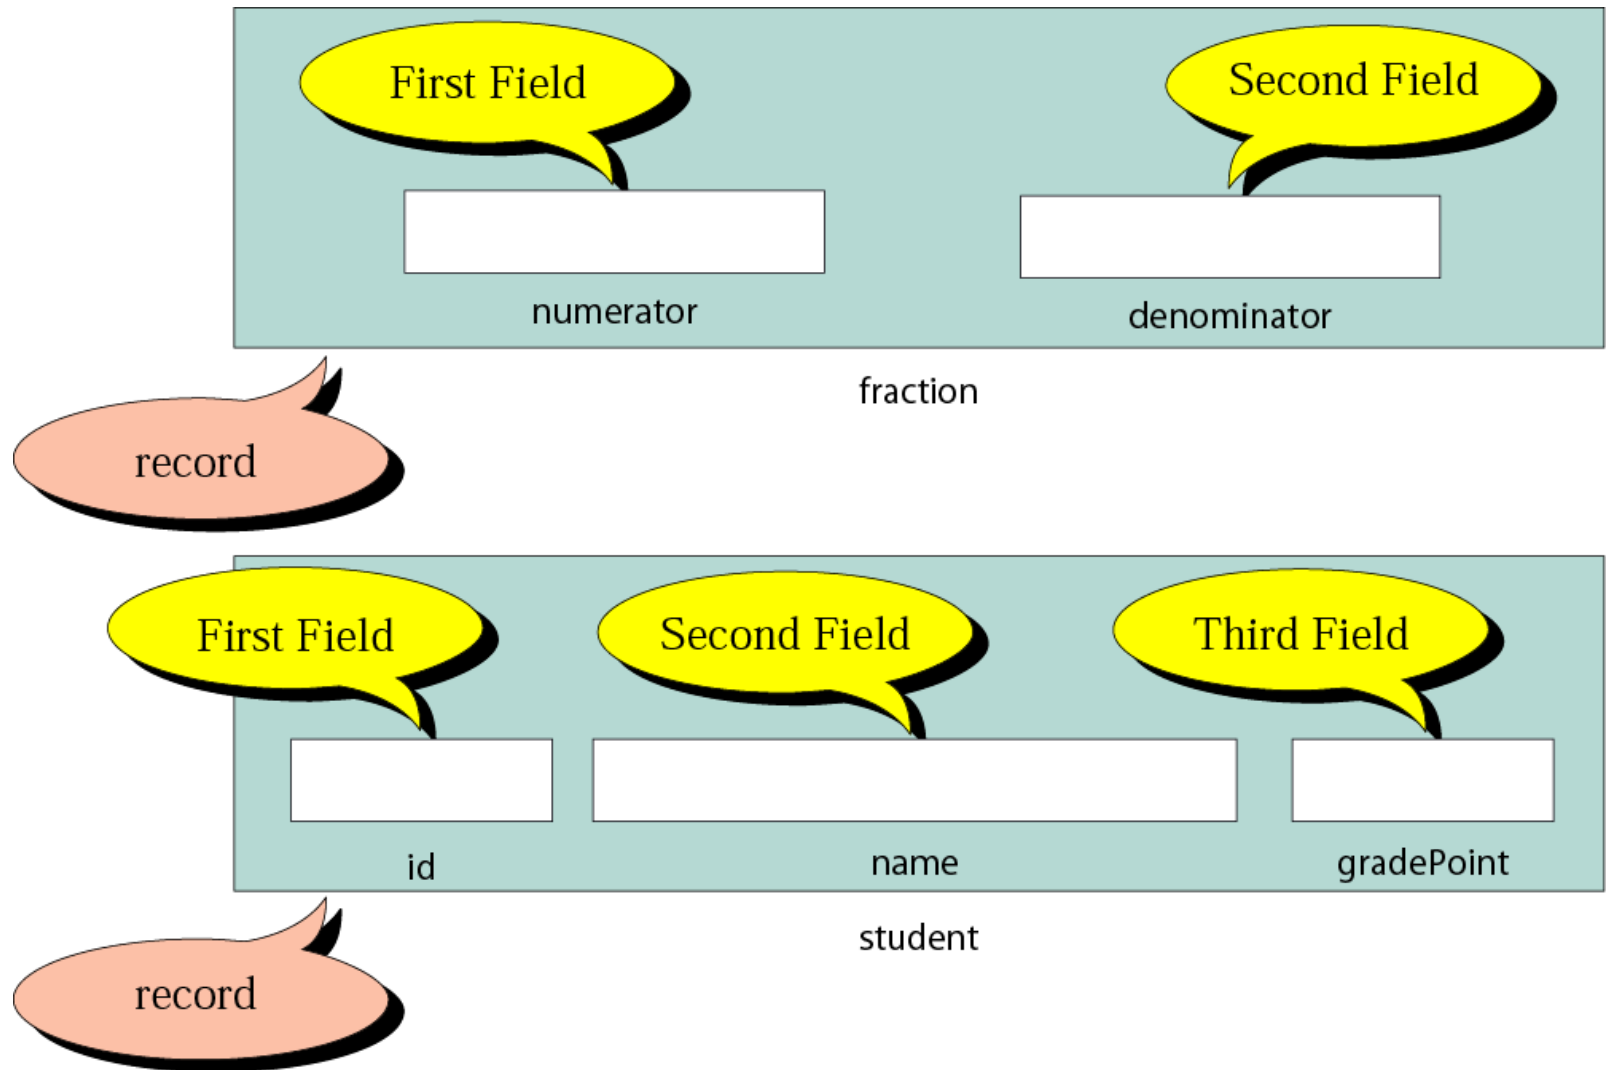 First Field
Second Field
numerator
denominator
fraction
record
First Field
Second Field
Third Field
id
name
gradePoint
student
record